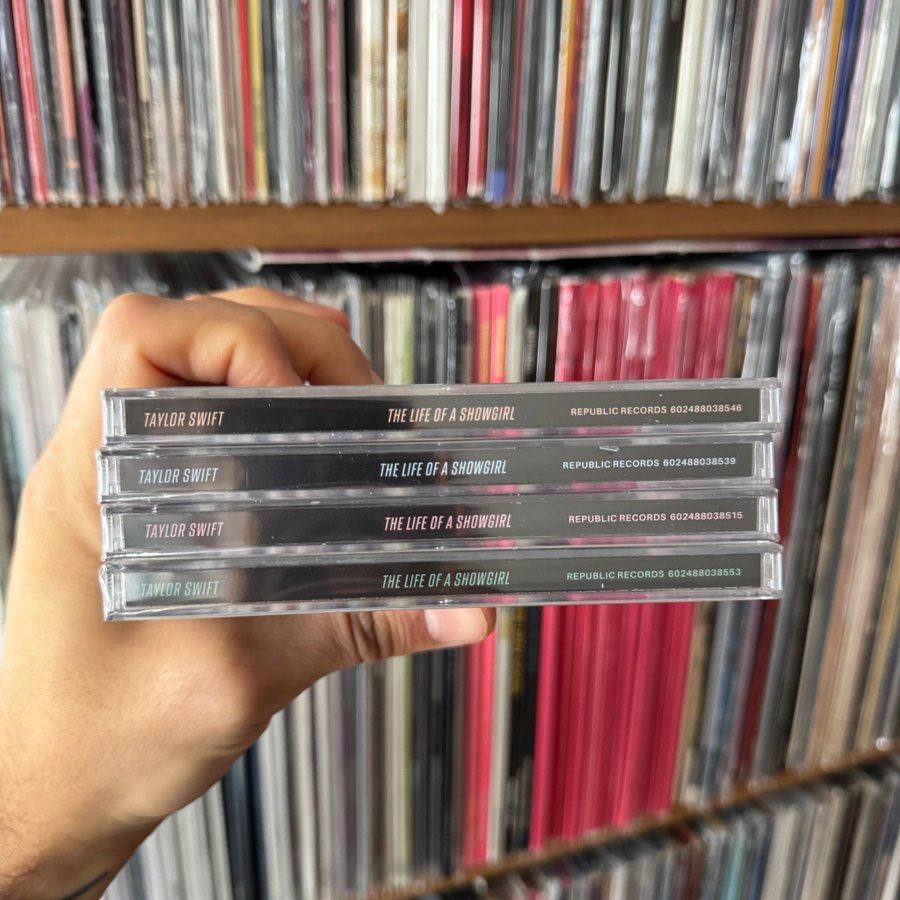 TAYLOR SWIFT THE LIFE OF A SHOWGIRL REPUBLIC RECORDS 602488038546
TAYLOR SWIFT THE LIFE OF A SHOWGIRL REPUBLIC RECORDS 602488038539
TAYLOR SWIFT THE LIFE OF A SHOWGIRL REPUBLIC RECORDS 602488038515
TAYLOR SWIFT THE LIFE OF A SHOWGIRL REPUBLIC RECORDS 602488038553